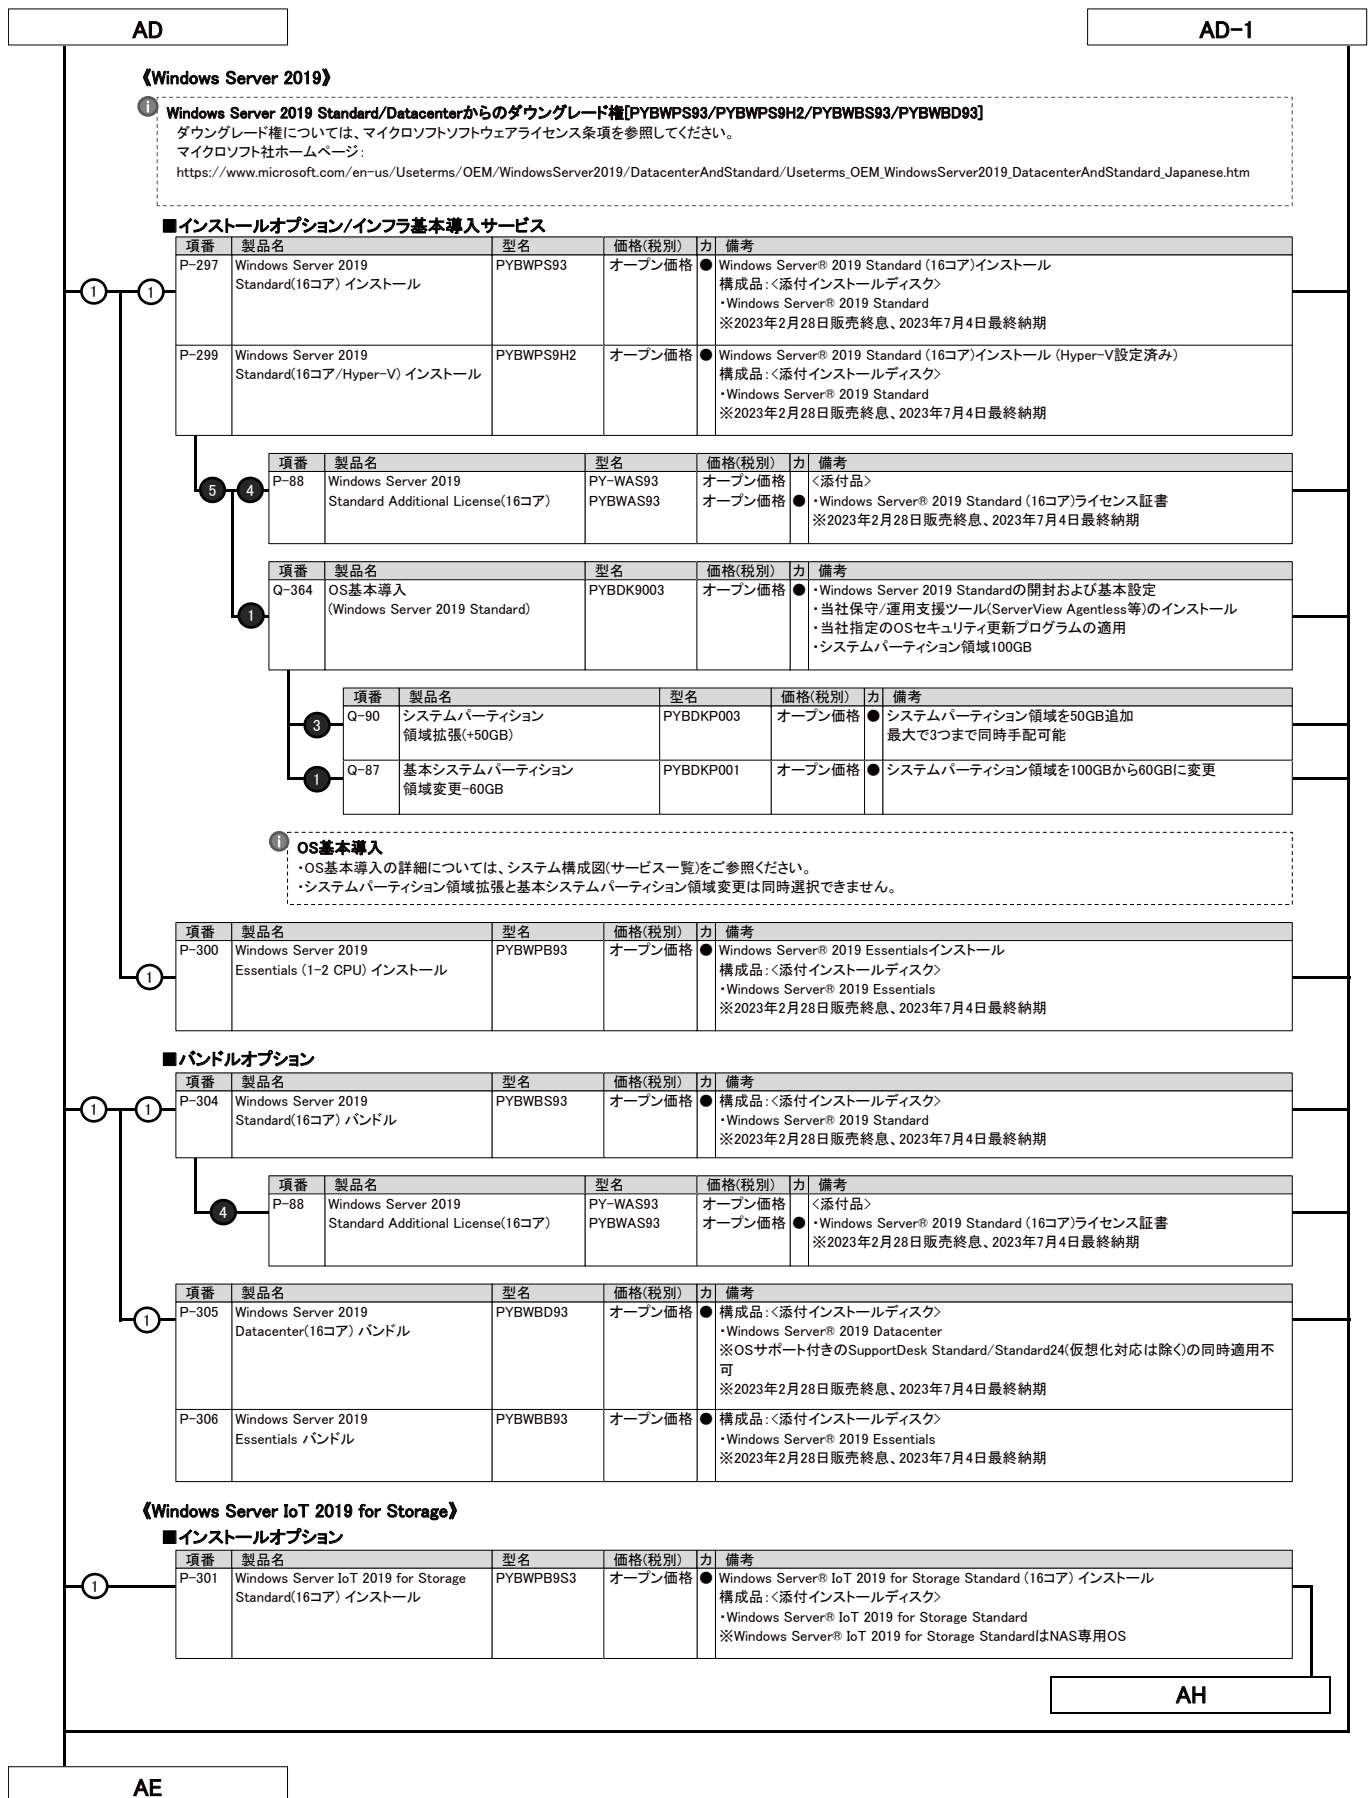 AD
AD-1
《Windows Server 2019》
Windows Server 2019 Standard/Datacenterからのダウングレード権[PYBWPS93/PYBWPS9H2/PYBWBS93/PYBWBD93]
ダウングレード権については、マイクロソフトソフトウェアライセンス条項を参照してください。
マイクロソフト社ホームページ:
https://www.microsoft.com/en-us/Useterms/OEM/WindowsServer2019/DatacenterAndStandard/Useterms_OEM_WindowsServer2019_DatacenterAndStandard_Japanese.htm
■インストールオプション/インフラ基本導入サービス
項番 製品名 型名 価格(税別) カ 備考
P-297 Windows Server 2019 PYBWPS93 オープン価格 ● Windows Server® 2019 Standard (16コア)インストール
Standard(16コア) インストール 構成品:<添付インストールディスク>
1 1
・Windows Server® 2019 Standard
※2023年2月28日販売終息、2023年7月4日最終納期
P-299 Windows Server 2019 PYBWPS9H2 オープン価格 ● Windows Server® 2019 Standard (16コア)インストール (Hyper-V設定済み)
Standard(16コア/Hyper-V) インストール 構成品:<添付インストールディスク>
・Windows Server® 2019 Standard
※2023年2月28日販売終息、2023年7月4日最終納期
項番 製品名 型名 価格(税別) カ 備考
P-88 Windows Server 2019 PY-WAS93 オープン価格 <添付品>
5 4
Standard Additional License(16コア) PYBWAS93 オープン価格 ● ・Windows Server® 2019 Standard (16コア)ライセンス証書
※2023年2月28日販売終息、2023年7月4日最終納期
項番 製品名 型名 価格(税別) カ 備考
Q-364 OS基本導入 PYBDK9003 オープン価格 ● ・Windows Server 2019 Standardの開封および基本設定
(Windows Server 2019 Standard) ・当社保守/運用支援ツール(ServerView Agentless等)のインストール
1
・当社指定のOSセキュリティ更新プログラムの適用
・システムパーティション領域100GB
項番 製品名 型名 価格(税別) カ 備考
Q-90 システムパーティション PYBDKP003 オープン価格 ● システムパーティション領域を50GB追加
3
領域拡張(+50GB) 最大で3つまで同時手配可能
Q-87 基本システムパーティション PYBDKP001 オープン価格 ● システムパーティション領域を100GBから60GBに変更
1
領域変更-60GB
OS基本導入
・OS基本導入の詳細については、システム構成図(サービス一覧)をご参照ください。
・システムパーティション領域拡張と基本システムパーティション領域変更は同時選択できません。
項番 製品名 型名 価格(税別) カ 備考
P-300 Windows Server 2019 PYBWPB93 オープン価格 ● Windows Server® 2019 Essentialsインストール
Essentials (1-2 CPU) インストール 構成品:<添付インストールディスク>
1
・Windows Server® 2019 Essentials
※2023年2月28日販売終息、2023年7月4日最終納期
■バンドルオプション
項番 製品名 型名 価格(税別) カ 備考
P-304 Windows Server 2019 PYBWBS93 オープン価格 ● 構成品:<添付インストールディスク>
1 1
Standard(16コア) バンドル ・Windows Server® 2019 Standard
※2023年2月28日販売終息、2023年7月4日最終納期
項番 製品名 型名 価格(税別) カ 備考
P-88 Windows Server 2019 PY-WAS93 オープン価格 <添付品>
4
Standard Additional License(16コア) PYBWAS93 オープン価格 ● ・Windows Server® 2019 Standard (16コア)ライセンス証書
※2023年2月28日販売終息、2023年7月4日最終納期
項番 製品名 型名 価格(税別) カ 備考
P-305 Windows Server 2019 PYBWBD93 オープン価格 ● 構成品:<添付インストールディスク>
1
Datacenter(16コア) バンドル ・Windows Server® 2019 Datacenter
※OSサポート付きのSupportDesk Standard/Standard24(仮想化対応は除く)の同時適用不
可
※2023年2月28日販売終息、2023年7月4日最終納期
P-306 Windows Server 2019 PYBWBB93 オープン価格 ● 構成品:<添付インストールディスク>
Essentials バンドル ・Windows Server® 2019 Essentials
※2023年2月28日販売終息、2023年7月4日最終納期
《Windows Server IoT 2019 for Storage》
■インストールオプション
項番 製品名 型名 価格(税別) カ 備考
P-301 Windows Server IoT 2019 for Storage PYBWPB9S3 オープン価格 ● Windows Server® IoT 2019 for Storage Standard (16コア) インストール
1
Standard(16コア) インストール 構成品:<添付インストールディスク>
・Windows Server® IoT 2019 for Storage Standard
※Windows Server® IoT 2019 for Storage StandardはNAS専用OS
AH
AE